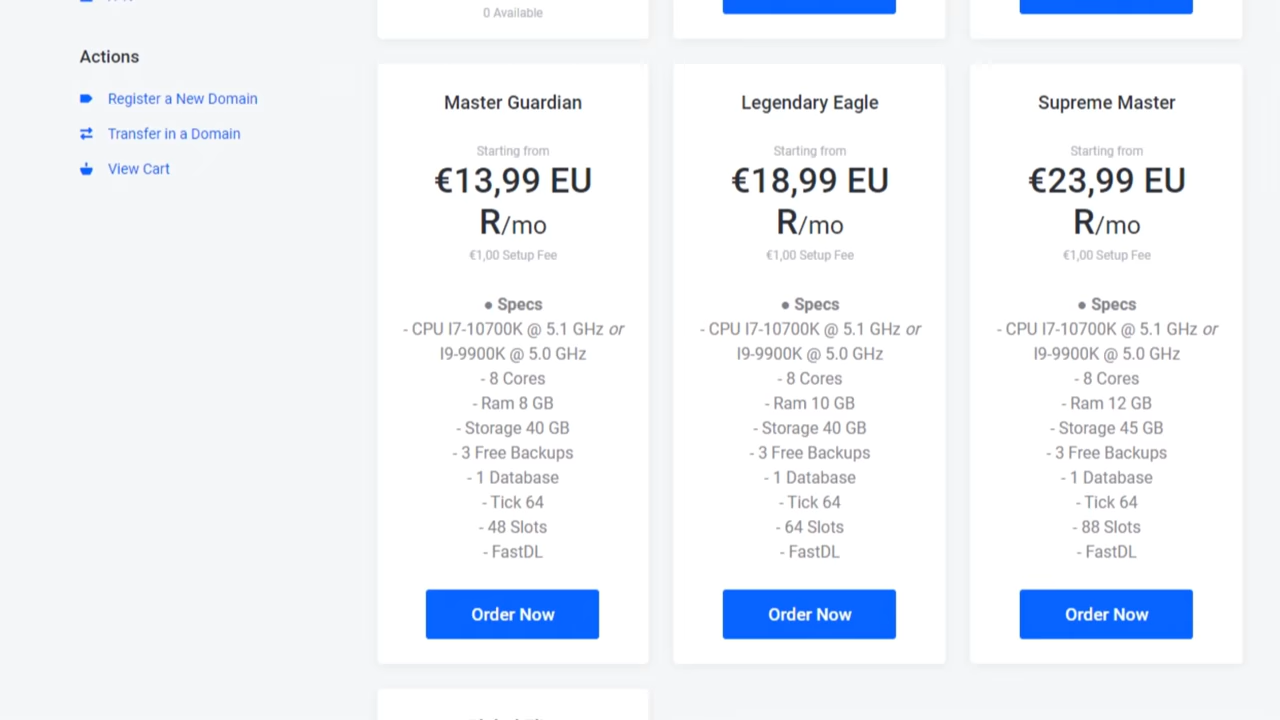 0 Available
Actions
Register a New Domain
Transfer in a Domain
View Cart
Master Guardian
Starting from
€13,99 EU
R/mo
€1,00 Setup Fee
● Specs
- CPU I7-10700K @ 5.1 GHz or
I9-9900K @ 5.0 GHz
- 8 Cores
- Ram 8 GB
- Storage 40 GB
- 3 Free Backups
- 1 Database
- Tick 64
- 48 Slots
- FastDL
Order Now
Legendary Eagle
Starting from
€18,99 EU
R/mo
€1,00 Setup Fee
● Specs
- CPU I7-10700K @ 5.1 GHz or
I9-9900K @ 5.0 GHz
- 8 Cores
- Ram 10 GB
- Storage 40 GB
- 3 Free Backups
- 1 Database
- Tick 64
- 64 Slots
- FastDL
Order Now
Supreme Master
Starting from
€23,99 EU
R/mo
€1,00 Setup Fee
● Specs
- CPU I7-10700K @ 5.1 GHz or
I9-9900K @ 5.0 GHz
- 8 Cores
- Ram 12 GB
- Storage 45 GB
- 3 Free Backups
- 1 Database
- Tick 64
- 88 Slots
- FastDL
Order Now